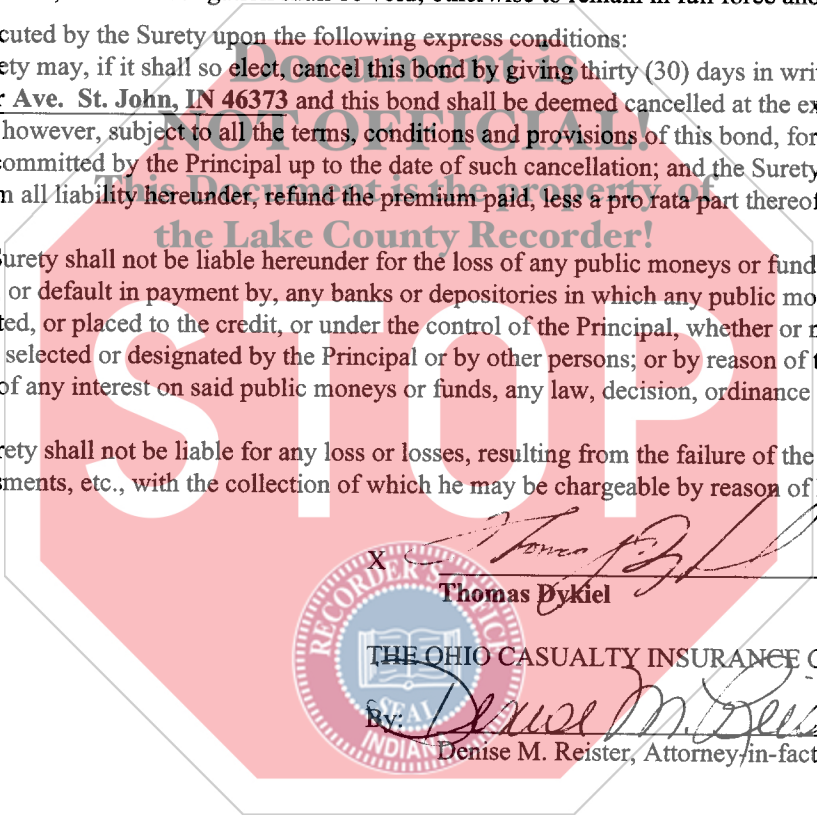 cuted by the Surety upon the following express conditions:
ety may, if it shall so elect, cancel this bond by giving thirty (30) days in writ
r Ave. St. John, IN 46373 and this bond shall be deemed cancelled at the ex
however, subject to all the terms, conditions and provisions of this bond, for
committed by the Principal up to the date of such cancellation; and the Surety
m all liability hereunder, refund the premium paid, less a pro rata part thereof
Document is
NOT OFFICIAL!
This Document is the property of
the Lake County Recorder!
Surety shall not be liable hereunder for the loss of any public moneys or fund
or default in payment by, any banks or depositories in which any public mo
ted, or placed to the credit, or under the control of the Principal, whether or n
selected or designated by the Principal or by other persons; or by reason of t
of any interest on said public moneys or funds, any law, decision, ordinance
STOP
rety shall not be liable for any loss or losses, resulting from the failure of the
sments, etc., with the collection of which he may be chargeable by reason of
X
Thomas Dykiel
RECORDER'S OFFICE
SEAL
INDIANA
THE OHIO CASUALTY INSURANCE C
By: Denise M. Reis
Denise M. Reister, Attorney-in-fact